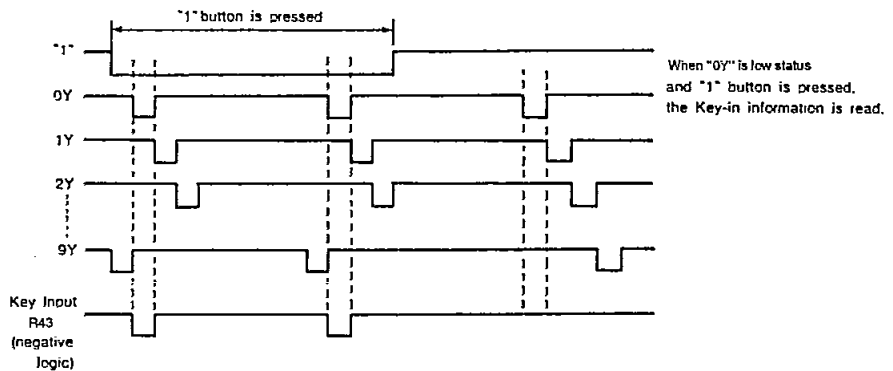 "1" button is pressed
"1"
0Y
1Y
2Y
9Y
Key Input
R43
(negative
logic)
When "0Y" is low status
and "1" button is pressed,
the Key-in information is read.